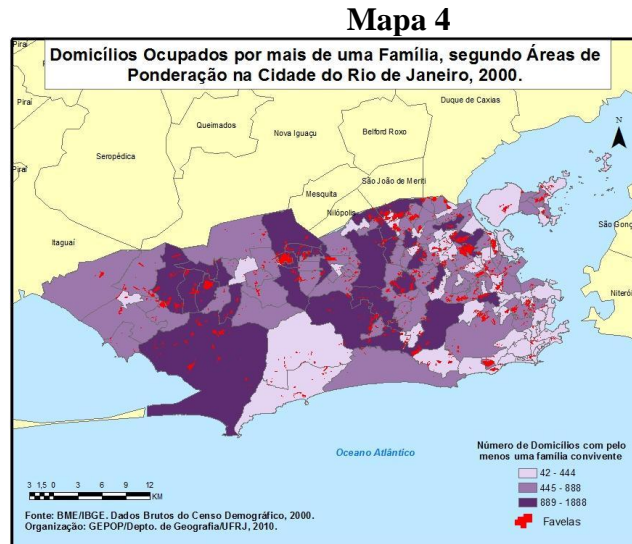 Mapa 4
Domicílios Ocupados por mais de uma Família, segundo Áreas de
Ponderação na Cidade do Rio de Janeiro, 2000.
Piraí
Piraí
Piraí
Seropédica
Queimados
Nova Iguaçu
Belford Roxo
Duque de Caxias
São João de Meriti
Mesquita
Nilópolis
Itaguaí
N
São Gonç
Niteró
Oceano Atlântico
Número de Domicílios com pelo
menos uma família convivente
42 - 444
445 - 888
889 - 1888
Favelas
3 1,5 0 3 6 9 12
KM
Fonte: BME/IBGE. Dados Brutos do Censo Demográfico, 2000.
Organização: GEPOP/Depto. de Geografia/UFRJ, 2010.